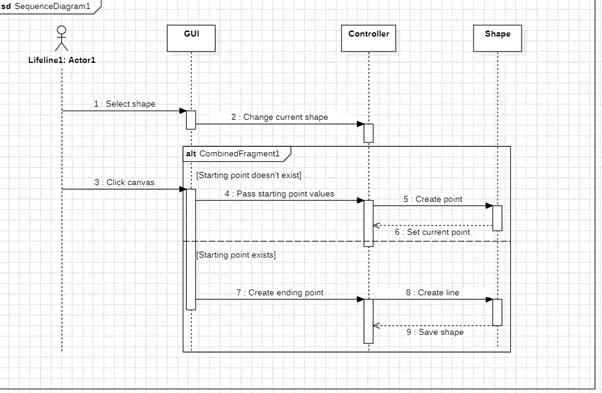 sd SequenceDiagram1
GUI
Controller
Shape
Lifeline1: Actor1
1 : Select shape
2 : Change current shape
alt CombinedFragment1
[Starting point doesn't exist]
3 : Click canvas
4 : Pass starting point values
5 : Create point
6 : Set current point
[Starting point exists]
7 : Create ending point
8 : Create line
9 : Save shape